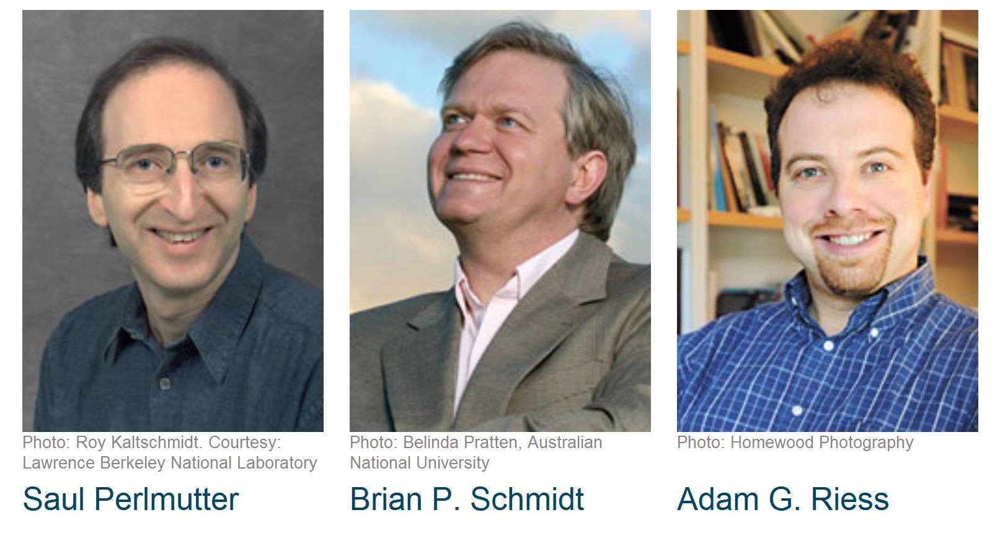 Photo: Roy Kaltschmidt. Courtesy:
Lawrence Berkeley National Laboratory
Saul Perlmutter
Photo: Belinda Pratten, Australian
National University
Brian P. Schmidt
Photo: Homewood Photography
Adam G. Riess